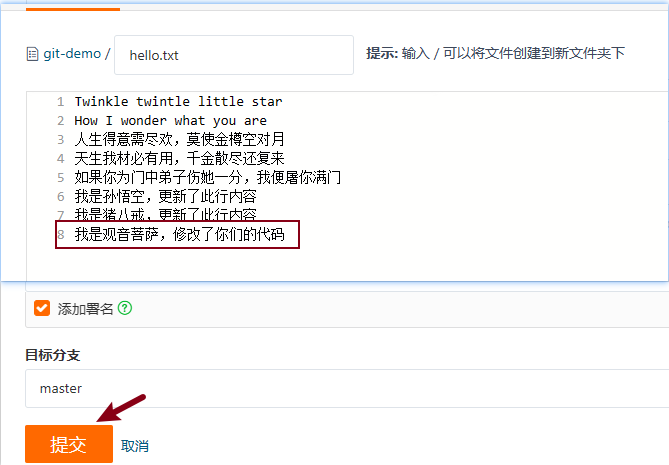 git-demo / hello.txt 提示: 输入 / 可以将文件创建到新文件夹下
1 Twinkle twintle little star
2 How I wonder what you are
3 人生得意需尽欢，莫使金樽空对月
4 天生我材必有用，千金散尽还复来
5 如果你为门中弟子伤她一分，我便屠你满门
6 我是孙悟空，更新了此行内容
7 我是猪八戒，更新了此行内容
8 我是观音菩萨，修改了你们的代码
添加署名 ?
目标分支
master
提交 取消